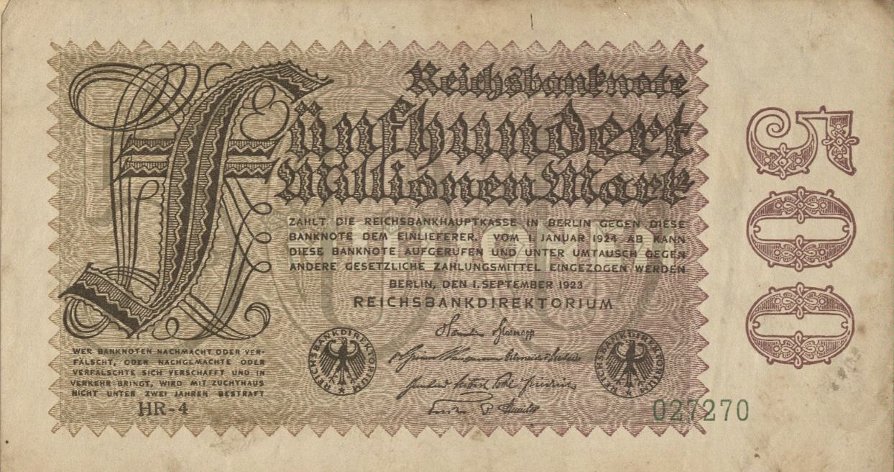 Reichsbanknote
Fünfhundert
Millionen Mark
ZAHLT DIE REICHSBANKHAUPTKASSE IN BERLIN GEGEN DIESE
BANKNOTE DEM EINLIEFERER. VOM 1. JANUAR 1924 AB KANN
DIESE BANKNOTE AUFGERUFEN UND UNTER UMTAUSCH GEGEN
ANDERE GESETZLICHE ZAHLUNGSMITTEL EINGEZOGEN WERDEN
BERLIN, DEN 1. SEPTEMBER 1923
REICHSBANKDIREKTORIUM
REICHSBANKDIREKTORIUM
REICHSBANKDIREKTORIUM
WER BANKNOTEN NACHMACHT ODER VER-
FÄLSCHT, ODER NACHGEMACHTE ODER
VERFÄLSCHTE SICH VERSCHAFFT UND IN
VERKEHR BRINGT, WIRD MIT ZUCHTHAUS
NICHT UNTER ZWEI JAHREN BESTRAFT
HR-4
027270
500